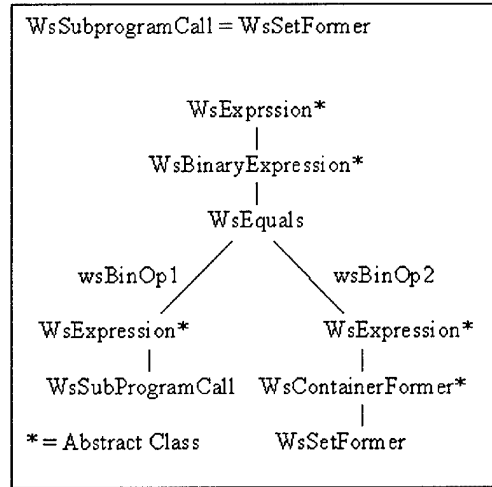 WsSubprogramCall = WsSetFormer
WsExprssion*
WsBinaryExpression*
WsEquals
wsBinOp1 wsBinOp2
WsExpression* WsExpression*
WsSubProgramCall WsContainerFormer*
* = Abstract Class WsSetFormer